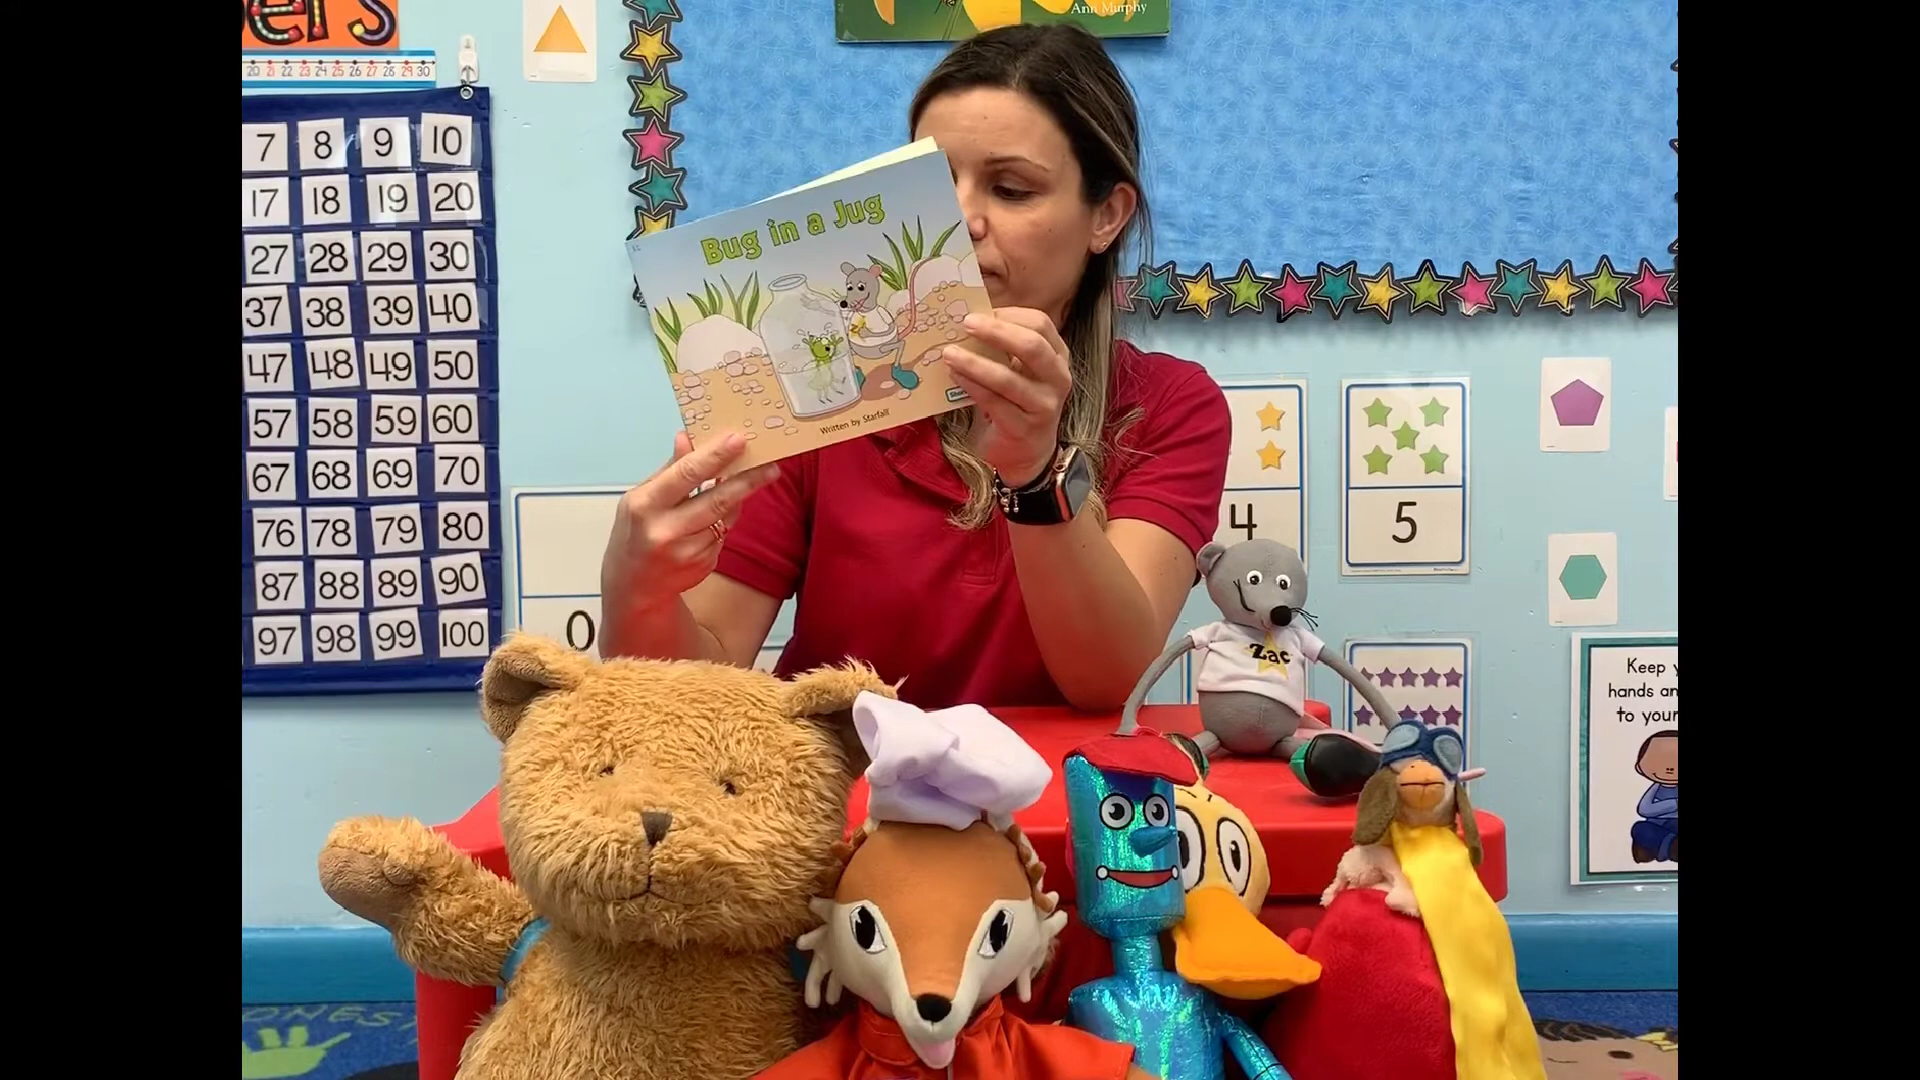 ers
20 21 22 23 24 25 26 27 28 29 30
Ann Murphy
7 8 9 10
17 18 19 20
27 28 29 30
37 38 39 40
47 48 49 50
57 58 59 60
67 68 69 70
76 78 79 80
87 88 89 90
97 98 99 100
Bug in a Jug
Written by Starfall
0
4
5
Zac
Keep
hands an
to your
ONES